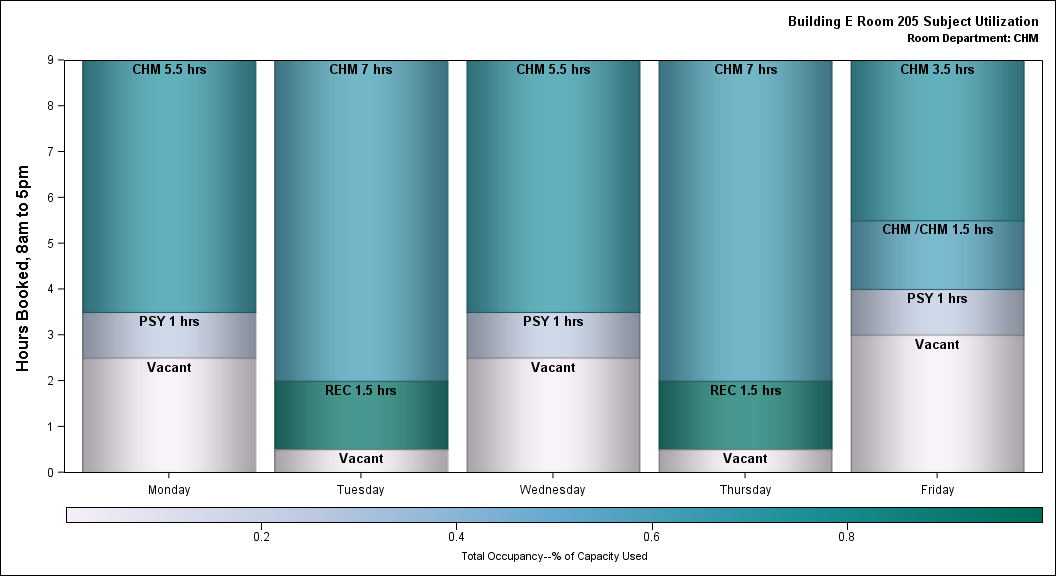 Building E Room 205 Subject Utilization
Room Department: CHM
Hours Booked, 8am to 5pm
9
8
7
6
5
4
3
2
1
0
CHM 5.5 hrs
PSY 1 hrs
Vacant
CHM 7 hrs
REC 1.5 hrs
Vacant
CHM 5.5 hrs
PSY 1 hrs
Vacant
CHM 7 hrs
REC 1.5 hrs
Vacant
CHM 3.5 hrs
CHM /CHM 1.5 hrs
PSY 1 hrs
Vacant
Monday
Tuesday
Wednesday
Thursday
Friday
0.2
0.4
0.6
0.8
Total Occupancy--% of Capacity Used